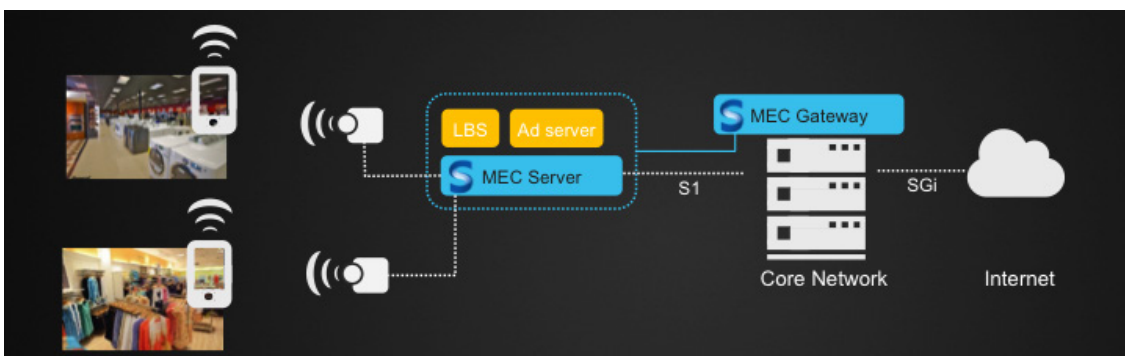 LBS
Ad server
MEC Server
S1
MEC Gateway
Core Network
SGi
Internet